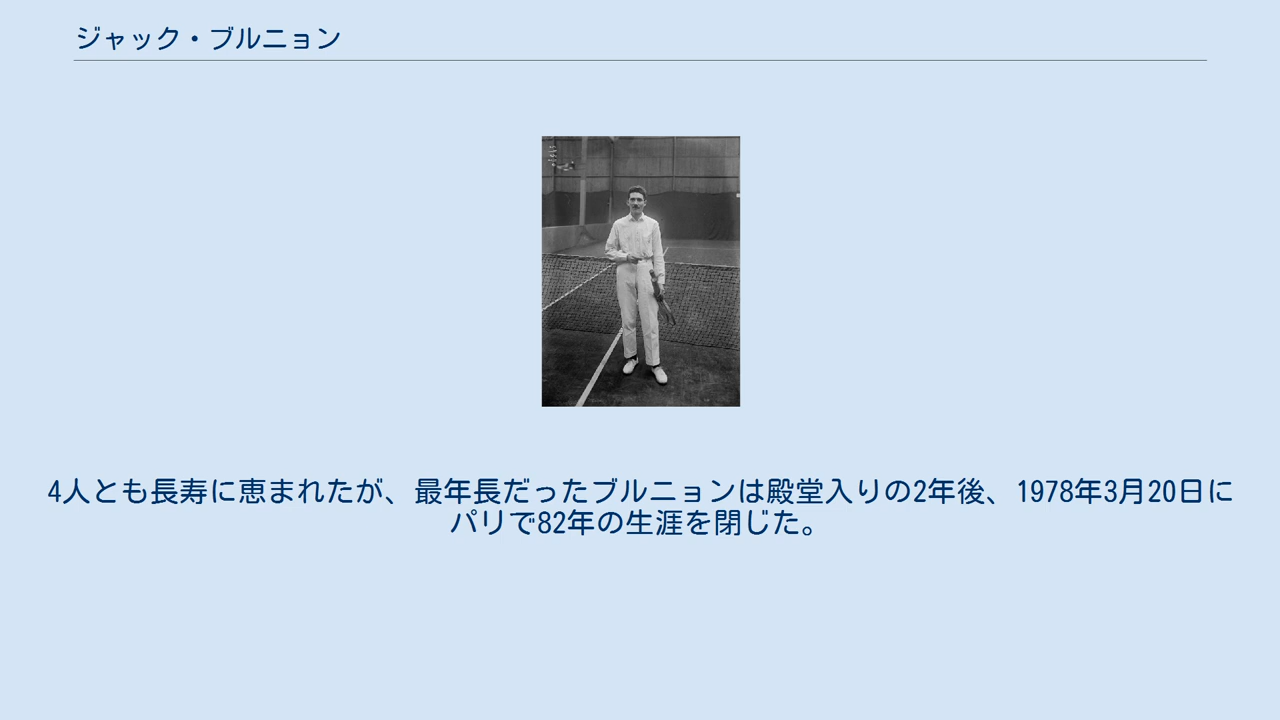 ジャック・ブルニョン
4人とも長寿に恵まれたが、最年長だったブルニョンは殿堂入りの2年後、1978年3月20日に
パリで82年の生涯を閉じた。